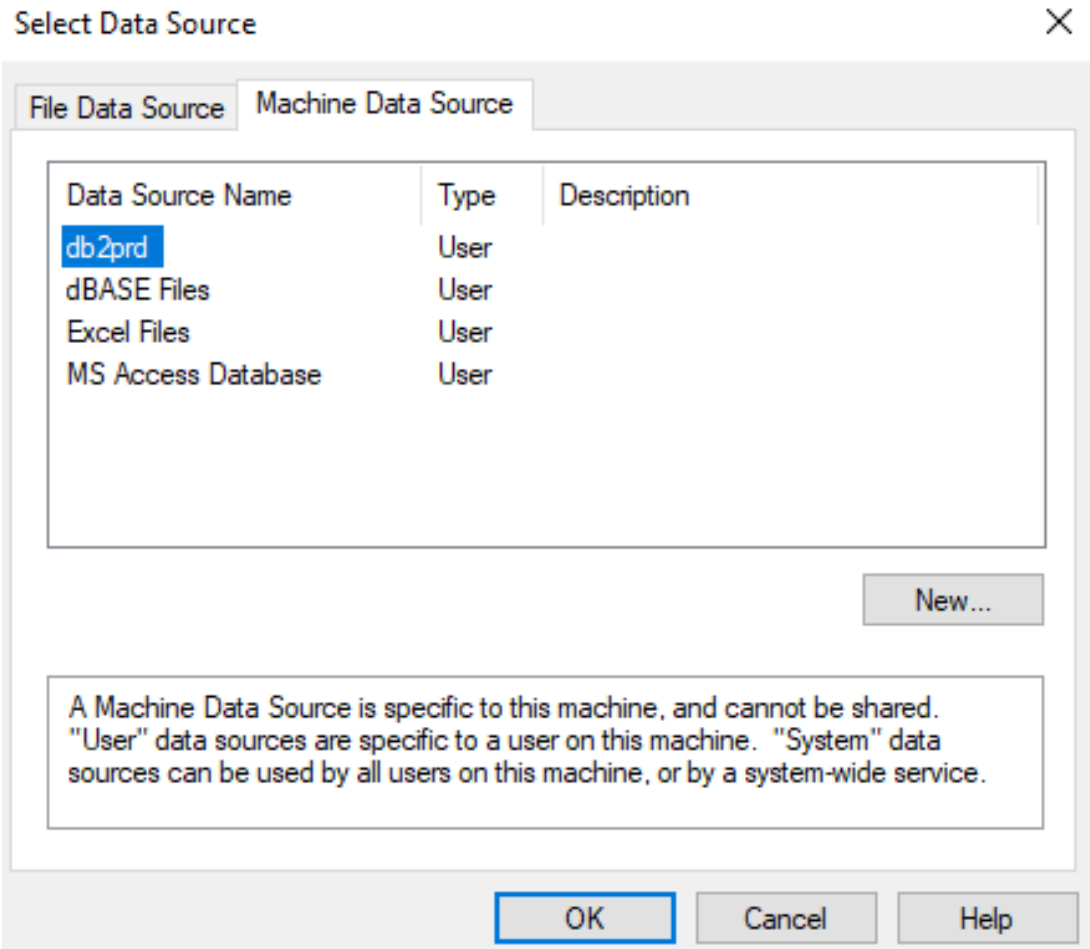 Select Data Source
File Data Source Machine Data Source
Data Source Name Type Description
db2prd User
dBASE Files User
Excel Files User
MS Access Database User
New...
A Machine Data Source is specific to this machine, and cannot be shared.
"User" data sources are specific to a user on this machine.  "System" data
sources can be used by all users on this machine, or by a system-wide service.
OK Cancel Help